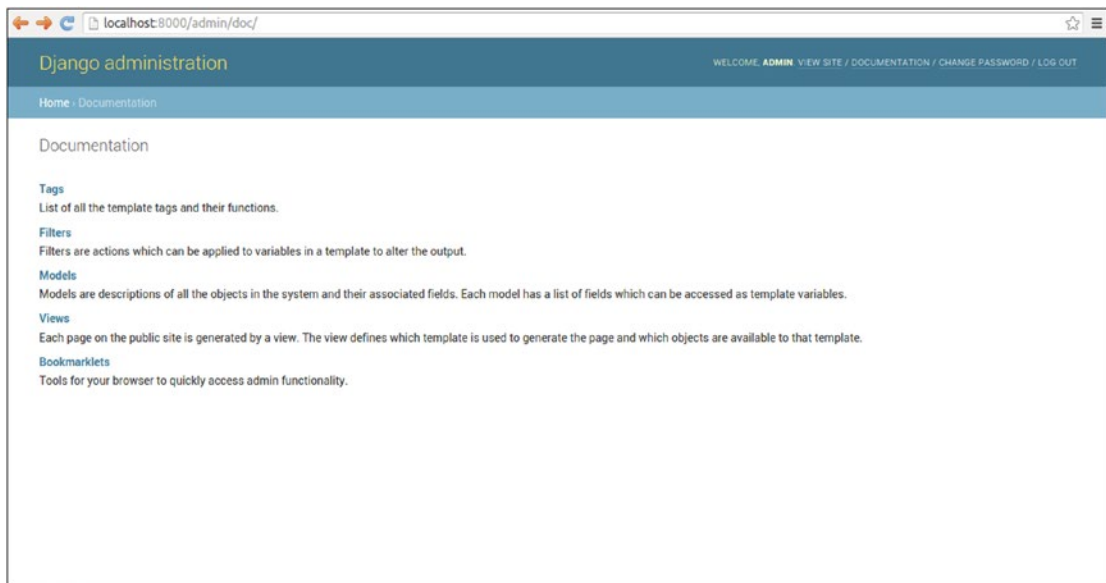 localhost:8000/admin/doc/
Django administration
WELCOME, ADMIN. VIEW SITE / DOCUMENTATION / CHANGE PASSWORD / LOG OUT
Home › Documentation
Documentation
Tags
List of all the template tags and their functions.
Filters
Filters are actions which can be applied to variables in a template to alter the output.
Models
Models are descriptions of all the objects in the system and their associated fields. Each model has a list of fields which can be accessed as template variables.
Views
Each page on the public site is generated by a view. The view defines which template is used to generate the page and which objects are available to that template.
Bookmarklets
Tools for your browser to quickly access admin functionality.